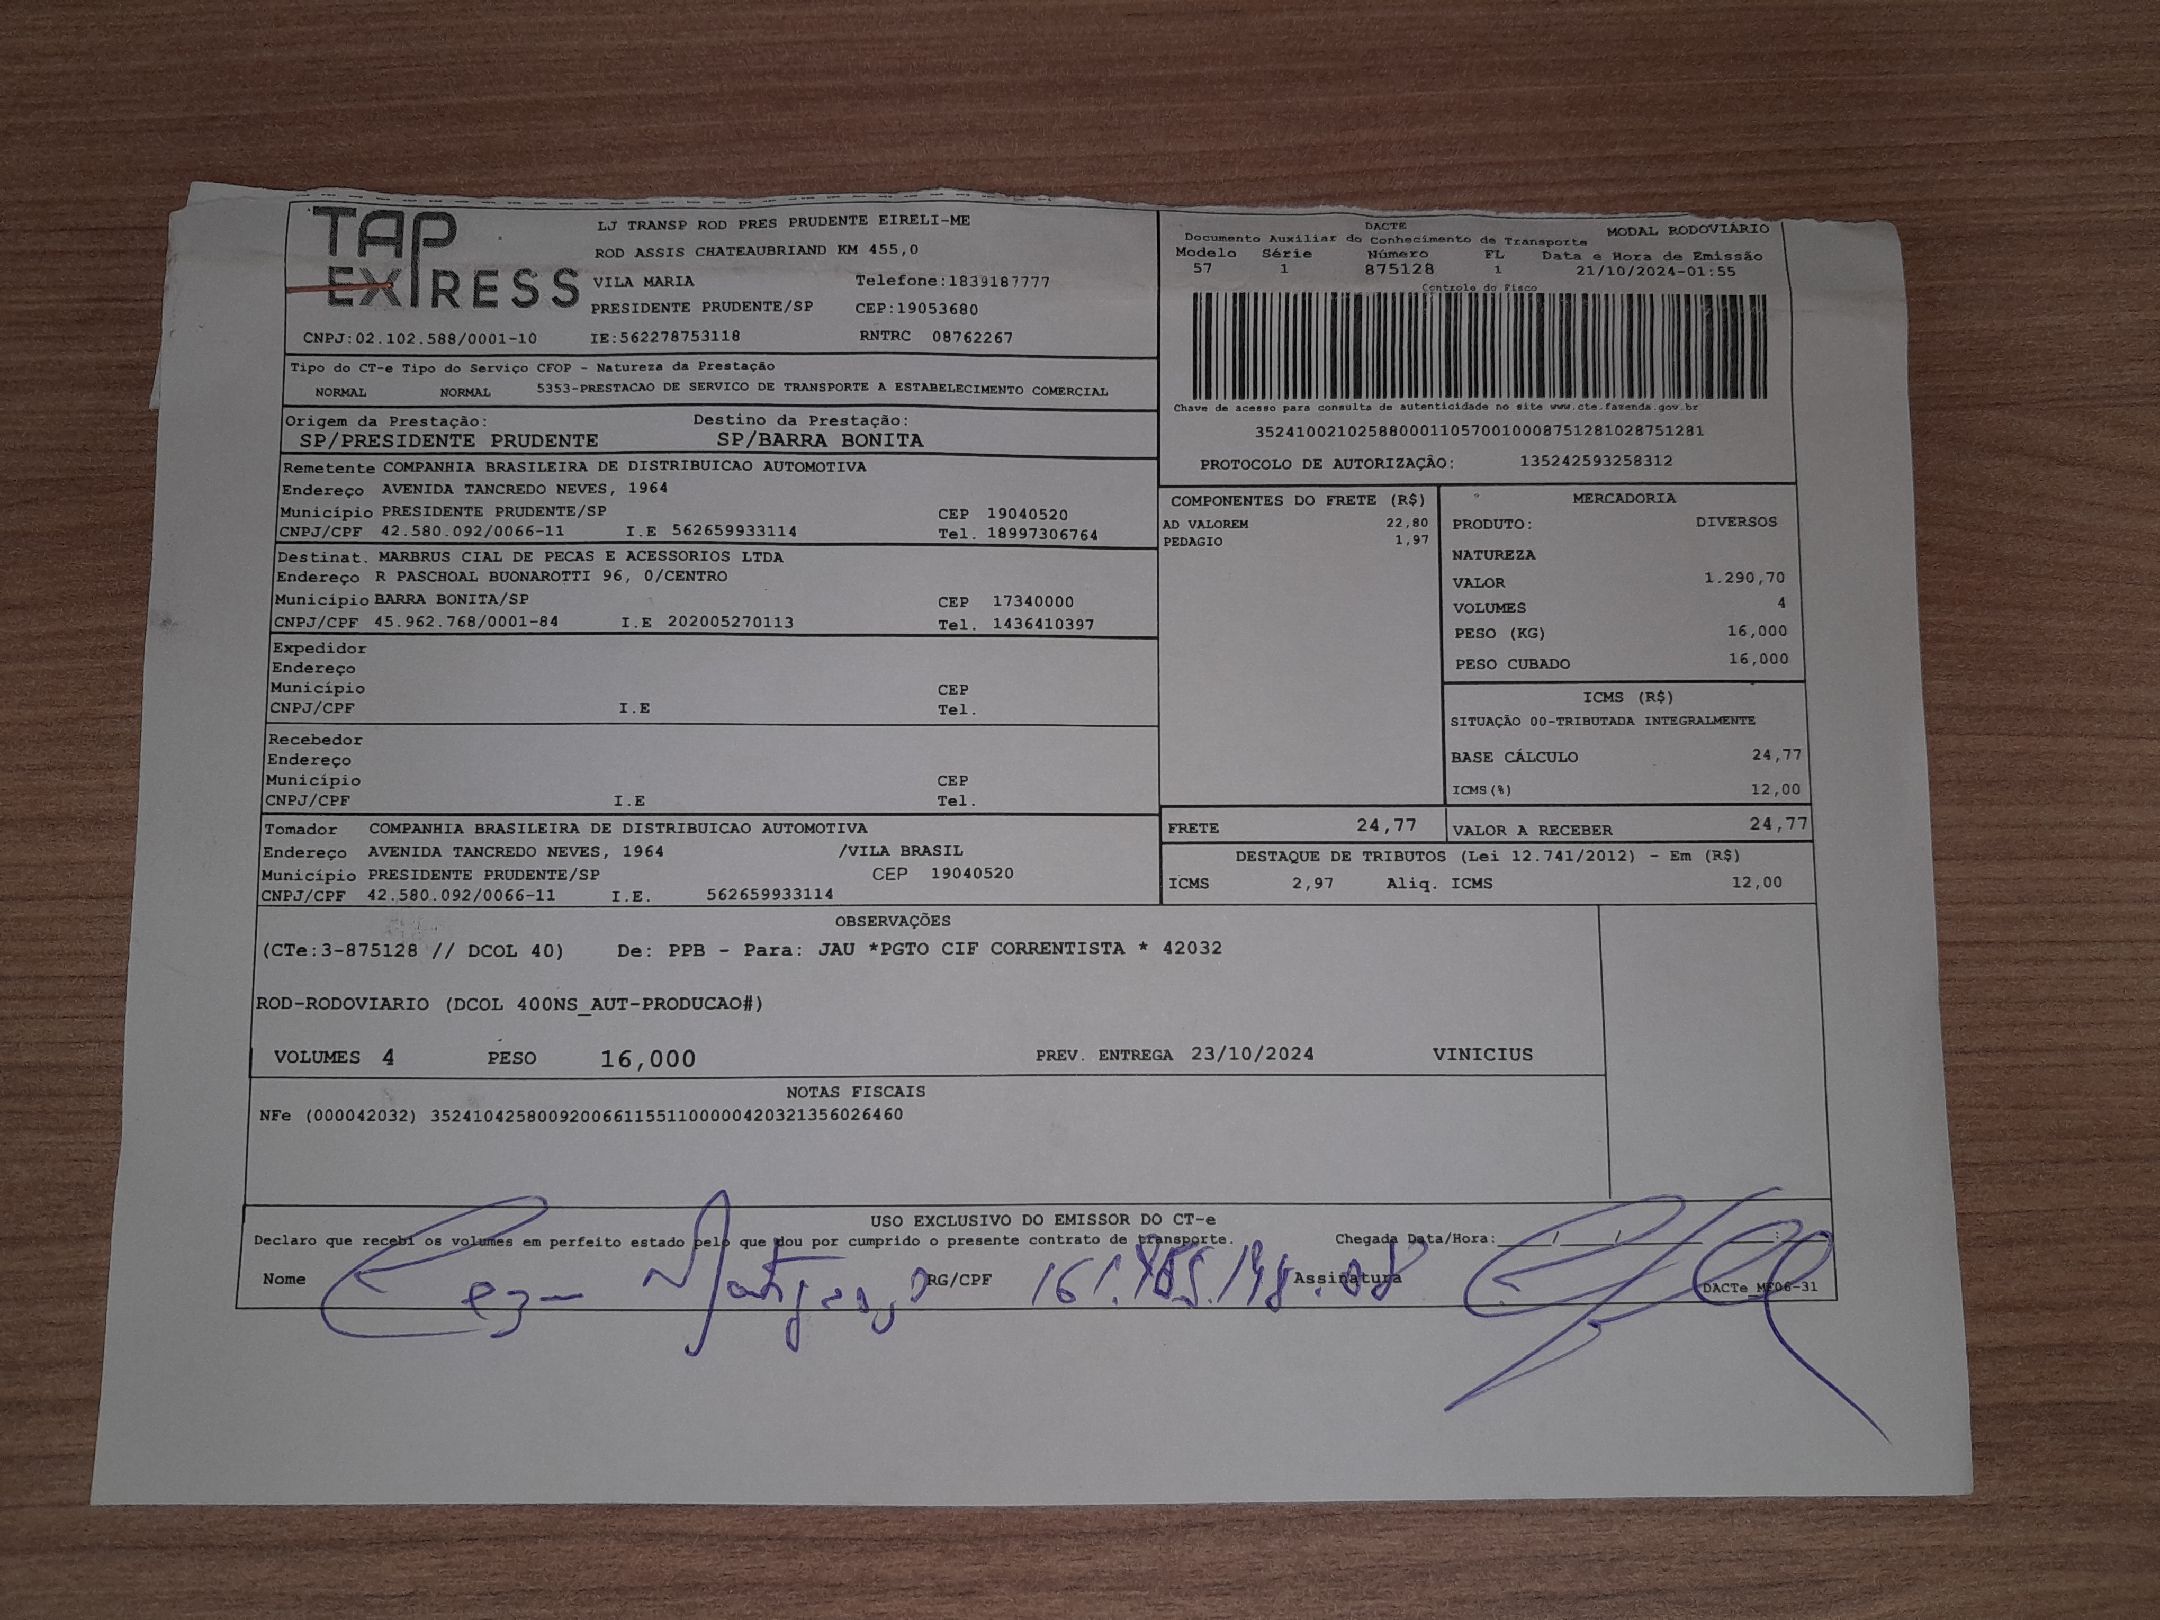 TAP EXPRESS
LJ TRANSP ROD PRES PRUDENTE EIRELI-ME
ROD ASSIS CHATEAUBRIAND KM 455,0
VILA MARIA Telefone:1839187777
PRESIDENTE PRUDENTE/SP CEP:19053680
CNPJ:02.102.588/0001-10 IE:562278753118 RNTRC 08762267
DACTE MODAL RODOVIÁRIO
Documento Auxiliar do Conhecimento de Transporte
Modelo Série Número FL Data e Hora de Emissão
57 1 875128 1 21/10/2024-01:55
Controle do Fisco
Chave de acesso para consulta de autenticidade no site www.cte.fazenda.gov.br
35241002102588000110570010008751281028751281
PROTOCOLO DE AUTORIZAÇÃO: 135242593258312
Tipo do CT-e Tipo do Serviço CFOP - Natureza da Prestação
NORMAL NORMAL 5353-PRESTACAO DE SERVICO DE TRANSPORTE A ESTABELECIMENTO COMERCIAL
Origem da Prestação: Destino da Prestação:
SP/PRESIDENTE PRUDENTE SP/BARRA BONITA
Remetente COMPANHIA BRASILEIRA DE DISTRIBUICAO AUTOMOTIVA
Endereço AVENIDA TANCREDO NEVES, 1964
Município PRESIDENTE PRUDENTE/SP CEP 19040520
CNPJ/CPF 42.580.092/0066-11 I.E 562659933114 Tel. 18997306764
Destinat. MARBRUS CIAL DE PECAS E ACESSORIOS LTDA
Endereço R PASCHOAL BUONAROTTI 96, 0/CENTRO
Município BARRA BONITA/SP CEP 17340000
CNPJ/CPF 45.962.768/0001-84 I.E 202005270113 Tel. 1436410397
Expedidor
Endereço
Município CEP
CNPJ/CPF I.E Tel.
Recebedor
Endereço
Município CEP
CNPJ/CPF I.E Tel.
Tomador COMPANHIA BRASILEIRA DE DISTRIBUICAO AUTOMOTIVA
Endereço AVENIDA TANCREDO NEVES, 1964 /VILA BRASIL
Município PRESIDENTE PRUDENTE/SP CEP 19040520
CNPJ/CPF 42.580.092/0066-11 I.E. 562659933114
COMPONENTES DO FRETE (R$)
AD VALOREM 22,80
PEDAGIO 1,97
MERCADORIA
PRODUTO: DIVERSOS
NATUREZA
VALOR 1.290,70
VOLUMES 4
PESO (KG) 16,000
PESO CUBADO 16,000
ICMS (R$)
SITUAÇÃO 00-TRIBUTADA INTEGRALMENTE
BASE CÁLCULO 24,77
ICMS(%) 12,00
FRETE 24,77 VALOR A RECEBER 24,77
DESTAQUE DE TRIBUTOS (Lei 12.741/2012) - Em (R$)
ICMS 2,97 Aliq. ICMS 12,00
OBSERVAÇÕES
(CTe:3-875128 // DCOL 40) De: PPB - Para: JAU *PGTO CIF CORRENTISTA * 42032
ROD-RODOVIARIO (DCOL 400NS_AUT-PRODUCAO#)
VOLUMES 4 PESO 16,000 PREV. ENTREGA 23/10/2024 VINICIUS
NOTAS FISCAIS
NFe (000042032) 35241042580092006611551100000420321356026460
USO EXCLUSIVO DO EMISSOR DO CT-e
Declaro que recebi os volumes em perfeito estado pelo que dou por cumprido o presente contrato de transporte. Chegada Data/Hora:___/___/___ :
Nome RG/CPF Assinatura
DACTe_MF06-31